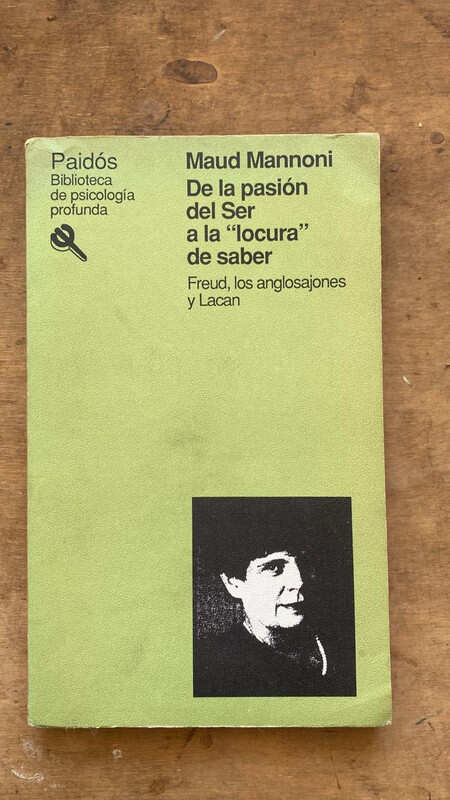 Paidós
Biblioteca
de psicología
profunda
Maud Mannoni
De la pasión
del Ser
a la “locura”
de saber
Freud, los anglosajones
y Lacan